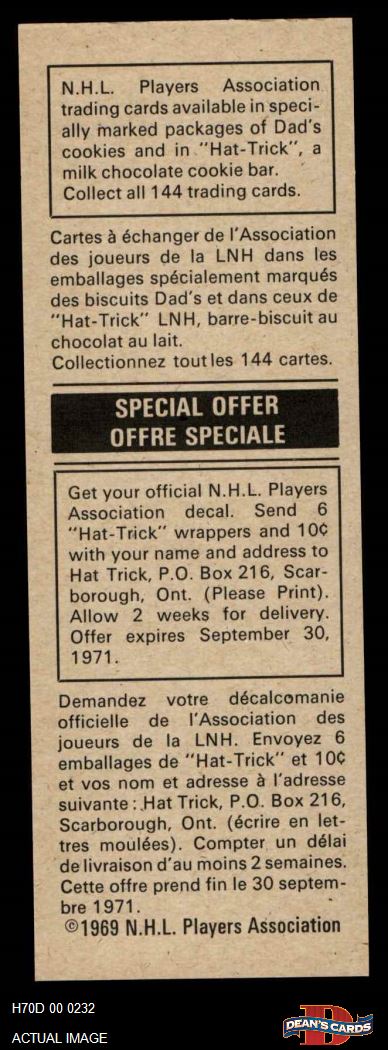 N.H.L. Players Association
trading cards available in speci-
ally marked packages of Dad's
cookies and in "Hat-Trick", a
milk chocolate cookie bar.
Collect all 144 trading cards.
Cartes à échanger de l'Association
des joueurs de la LNH dans les
emballages spécialement marqués
des biscuits Dad's et dans ceux de
"Hat-Trick" LNH, barre-biscuit au
chocolat au lait.
Collectionnez toutles 144 cartes.
SPECIAL OFFER
OFFRE SPECIALE
Get your official N.H.L. Players
Association decal. Send 6
"Hat-Trick" wrappers and 10¢
with your name and address to
Hat Trick, P.O. Box 216, Scar-
borough, Ont. (Please Print).
Allow 2 weeks for delivery.
Offer expires September 30,
1971.
Demandez votre décalcomanie
officielle de l'Association des
joueurs de la LNH. Envoyez 6
emballages de "Hat-Trick" et 10¢
et vos nom et adresse à l'adresse
suivante : Hat Trick, P.O. Box 216,
Scarborough, Ont. (écrire en let-
tres moulées). Compter un délai
de livraison d'au moins 2 semaines.
Cette offre prend fin le 30 septem-
bre 1971.
©1969 N.H.L. Players Association
H70D 00 0232
ACTUAL IMAGE
D
DEAN'S CARDS